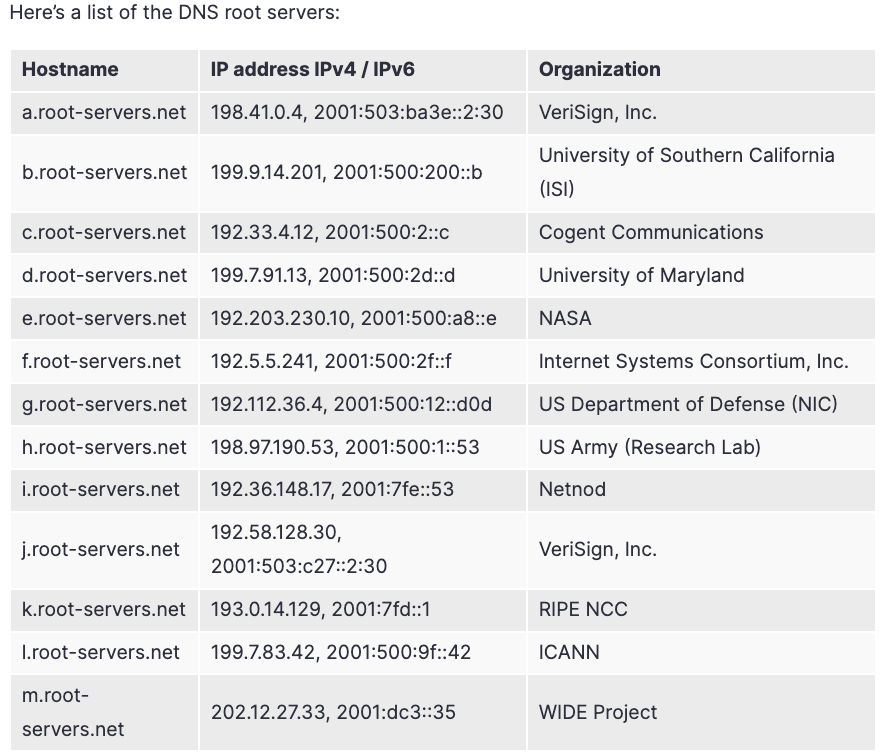 Here's a list of the DNS root servers:
Hostname IP address IPv4 / IPv6 Organization
a.root-servers.net 198.41.0.4, 2001:503:ba3e::2:30 VeriSign, Inc.
b.root-servers.net 199.9.14.201, 2001:500:200::b University of Southern California
(ISI)
c.root-servers.net 192.33.4.12, 2001:500:2::c Cogent Communications
d.root-servers.net 199.7.91.13, 2001:500:2d::d University of Maryland
e.root-servers.net 192.203.230.10, 2001:500:a8::e NASA
f.root-servers.net 192.5.5.241, 2001:500:2f::f Internet Systems Consortium, Inc.
g.root-servers.net 192.112.36.4, 2001:500:12::d0d US Department of Defense (NIC)
h.root-servers.net 198.97.190.53, 2001:500:1::53 US Army (Research Lab)
i.root-servers.net 192.36.148.17, 2001:7fe::53 Netnod
j.root-servers.net 192.58.128.30,
2001:503:c27::2:30 VeriSign, Inc.
k.root-servers.net 193.0.14.129, 2001:7fd::1 RIPE NCC
l.root-servers.net 199.7.83.42, 2001:500:9f::42 ICANN
m.root-
servers.net 202.12.27.33, 2001:dc3::35 WIDE Project